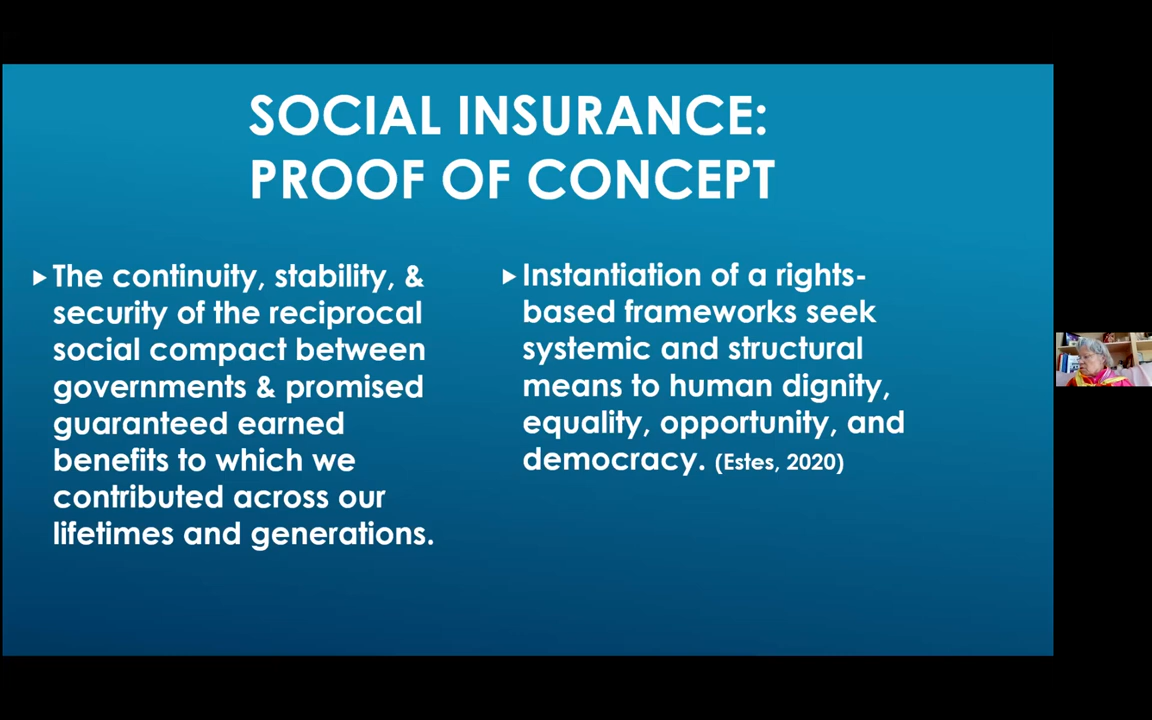 SOCIAL INSURANCE:
PROOF OF CONCEPT
The continuity, stability, &
security of the reciprocal
social compact between
governments & promised
guaranteed earned
benefits to which we
contributed across our
lifetimes and generations.
Instantiation of a rights-
based frameworks seek
systemic and structural
means to human dignity,
equality, opportunity, and
democracy. (Estes, 2020)